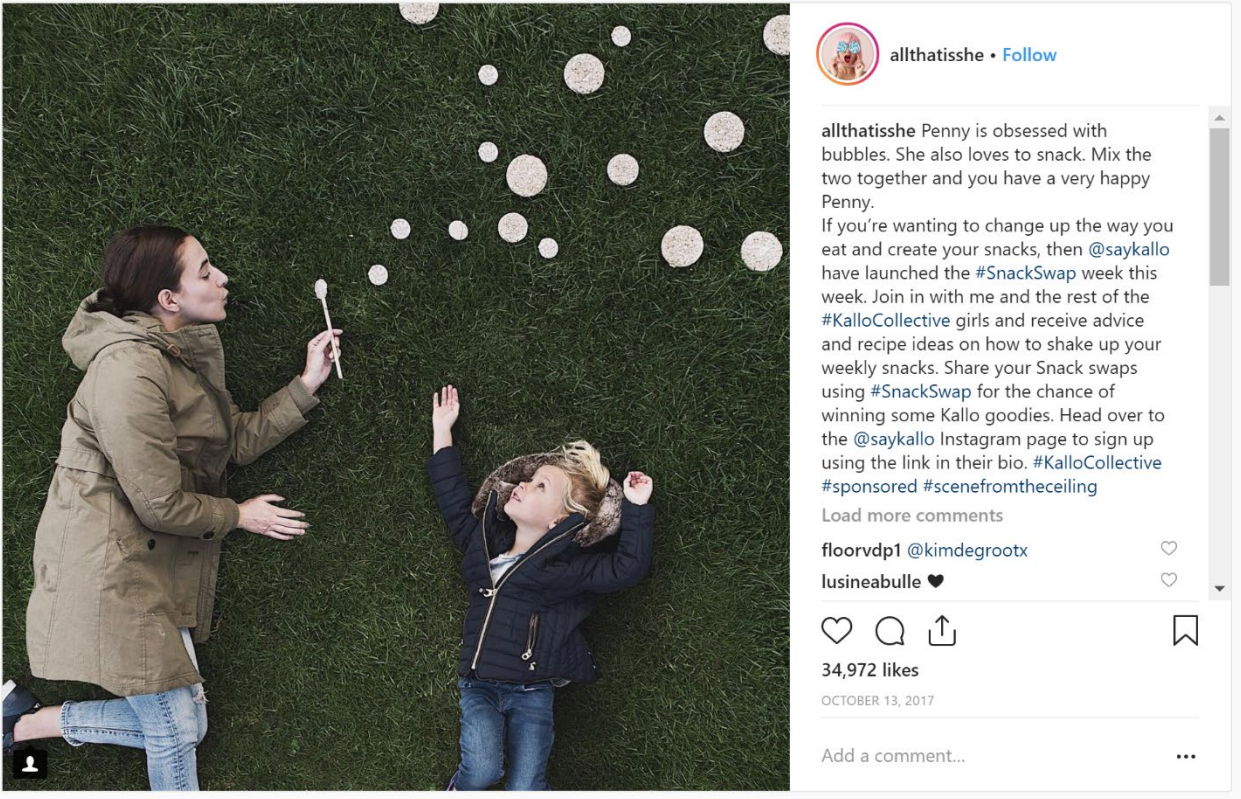 allthatisshe • Follow
allthatisshe Penny is obsessed with
bubbles. She also loves to snack. Mix the
two together and you have a very happy
Penny.
If you’re wanting to change up the way you
eat and create your snacks, then @saykallo
have launched the #SnackSwap week this
week. Join in with me and the rest of the
#KalloCollective girls and receive advice
and recipe ideas on how to shake up your
weekly snacks. Share your Snack swaps
using #SnackSwap for the chance of
winning some Kallo goodies. Head over to
the @saykallo Instagram page to sign up
using the link in their bio. #KalloCollective
#sponsored #scenefromtheceiling
Load more comments
floorvdp1 @kimdegrootx
lusineabulle 🖤
34,972 likes
OCTOBER 13, 2017
Add a comment...